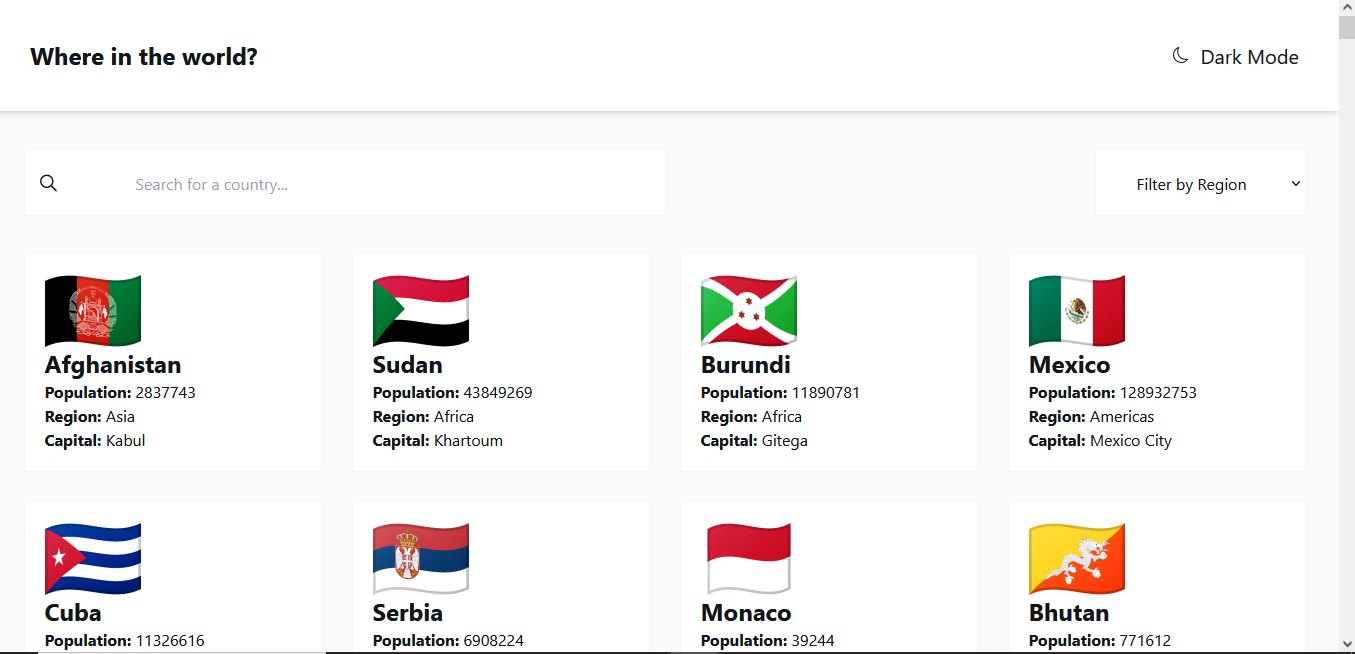 Where in the world?
Dark Mode
Search for a country...
Filter by Region
Afghanistan
Population: 2837743
Region: Asia
Capital: Kabul
Sudan
Population: 43849269
Region: Africa
Capital: Khartoum
Burundi
Population: 11890781
Region: Africa
Capital: Gitega
Mexico
Population: 128932753
Region: Americas
Capital: Mexico City
Cuba
Population: 11326616
Serbia
Population: 6908224
Monaco
Population: 39244
Bhutan
Population: 771612